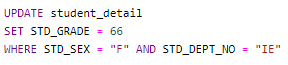 UPDATE student_detail
SET STD_GRADE = 66
WHERE STD_SEX = "F" AND STD_DEPT_NO = "IE"